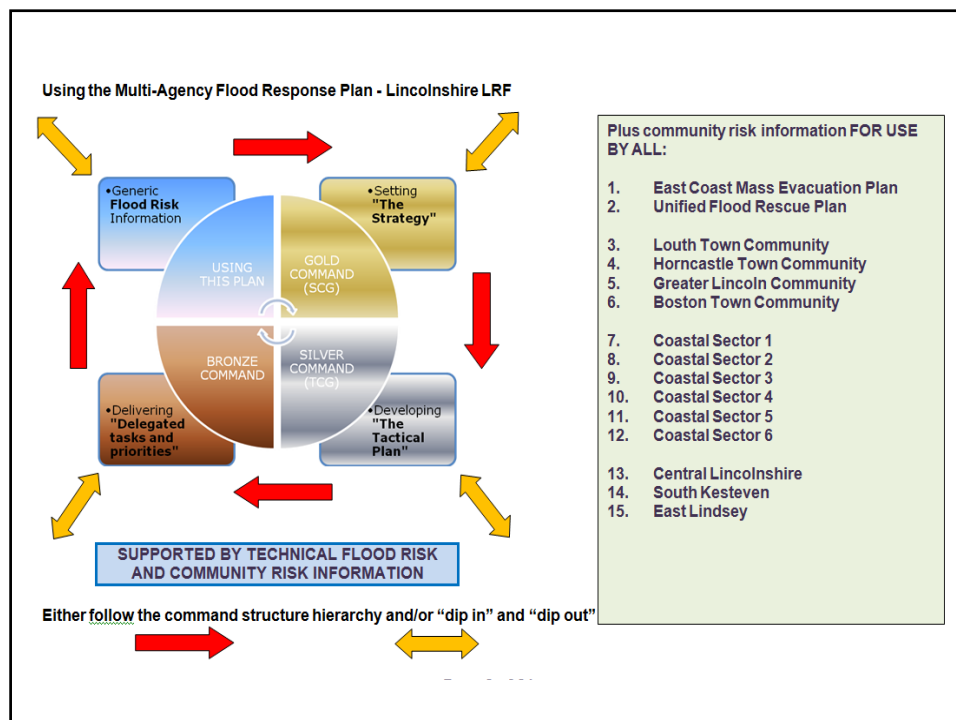 Using the Multi-Agency Flood Response Plan - Lincolnshire LRF
•Generic
Flood Risk
Information
•Setting
"The
Strategy"
USING
THIS PLAN
GOLD
COMMAND
(SCG)
BRONZE
COMMAND
SILVER
COMMAND
(TCG)
•Delivering
"Delegated
tasks and
priorities"
•Developing
"The
Tactical
Plan"
SUPPORTED BY TECHNICAL FLOOD RISK
AND COMMUNITY RISK INFORMATION
Either follow the command structure hierarchy and/or “dip in” and “dip out”
Plus community risk information FOR USE
BY ALL:
1. East Coast Mass Evacuation Plan
2. Unified Flood Rescue Plan
3. Louth Town Community
4. Horncastle Town Community
5. Greater Lincoln Community
6. Boston Town Community
7. Coastal Sector 1
8. Coastal Sector 2
9. Coastal Sector 3
10. Coastal Sector 4
11. Coastal Sector 5
12. Coastal Sector 6
13. Central Lincolnshire
14. South Kesteven
15. East Lindsey